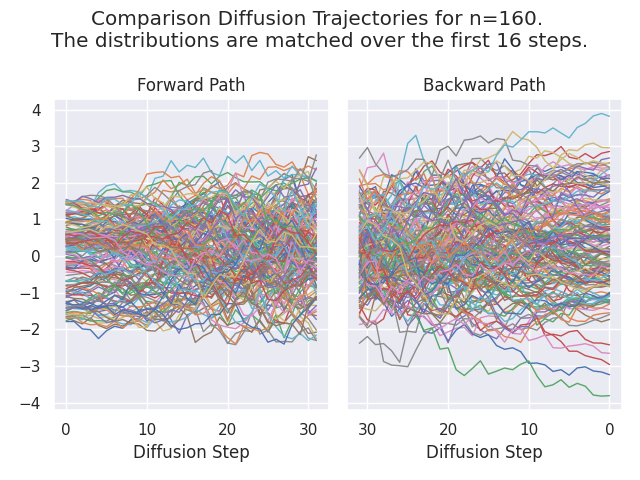 Comparison Diffusion Trajectories for n=160.
The distributions are matched over the first 16 steps.
Forward Path
Backward Path
4
3
2
1
0
−1
−2
−3
−4
0 10 20 30
30 20 10 0
Diffusion Step
Diffusion Step